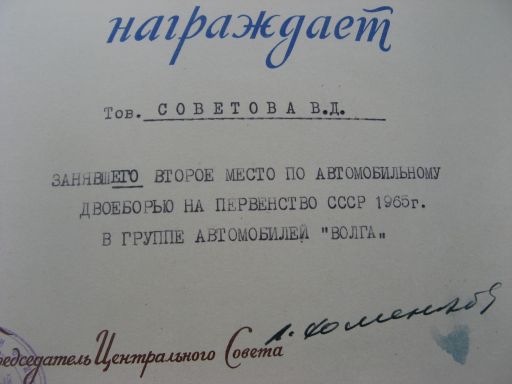 награждает
Тов. СОВЕТОВА В.Д.
ЗАНЯВШЕГО ВТОРОЕ МЕСТО ПО АВТОМОБИЛЬНОМУ
ДВОЕБОРЬЮ НА ПЕРВЕНСТВО СССР 1965г.
В ГРУППЕ АВТОМОБИЛЕЙ "ВОЛГА„
редседатель Центрального Совета